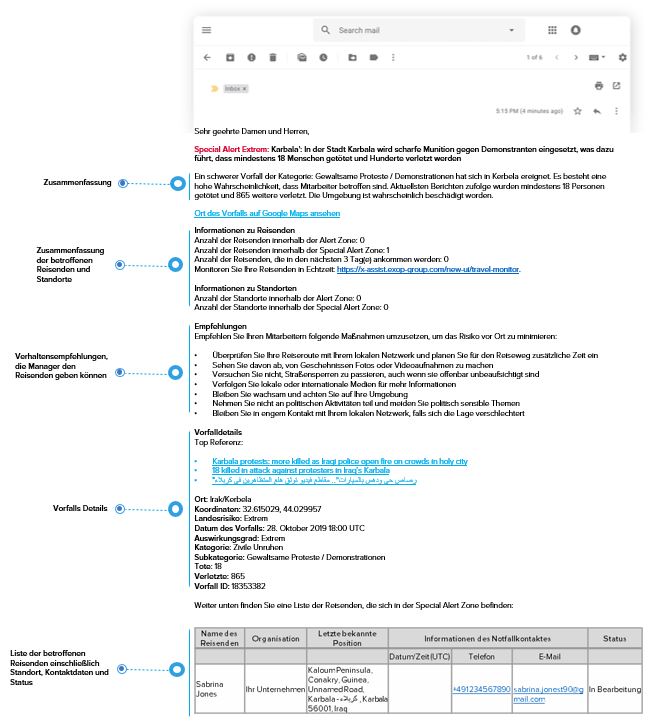 Search mail
1 of 6
Inbox x
5:15 PM (4 minutes ago)
Sehr geehrte Damen und Herren,
Special Alert Extrem: Karbala': In der Stadt Karbala wird scharfe Munition gegen Demonstranten eingesetzt, was dazu
führt, dass mindestens 18 Menschen getötet und Hunderte verletzt werden
Zusammenfassung
Ein schwerer Vorfall der Kategorie: Gewaltsame Proteste / Demonstrationen hat sich in Kerbela ereignet. Es besteht eine
hohe Wahrscheinlichkeit, dass Mitarbeiter betroffen sind. Aktuellsten Berichten zufolge wurden mindestens 18 Personen
getötet und 865 weitere verletzt. Die Umgebung ist wahrscheinlich beschädigt worden.
Ort des Vorfalls auf Google Maps ansehen
Zusammenfassung
der betroffenen
Reisenden und
Standorte
Informationen zu Reisenden
Anzahl der Reisenden innerhalb der Alert Zone: 0
Anzahl der Reisenden innerhalb der Special Alert Zone: 1
Anzahl der Reisenden, die in den nächsten 3 Tag(e) ankommen werden: 0
Monitoren Sie Ihre Reisenden in Echtzeit: https://x-assist.exop-group.com/new-ui/travel-monitor.
Informationen zu Standorten
Anzahl der Standorte innerhalb der Alert Zone: 0
Anzahl der Standorte innerhalb der Special Alert Zone: 0
Verhaltensempfehlungen,
die Manager den
Reisenden geben können
Empfehlungen
Empfehlen Sie Ihren Mitarbeitern folgende Maßnahmen umzusetzen, um das Risiko vor Ort zu minimieren:
• Überprüfen Sie Ihre Reiseroute mit Ihrem lokalen Netzwerk und planen Sie für den Reiseweg zusätzliche Zeit ein
• Sehen Sie davon ab, von Geschehnissen Fotos oder Videoaufnahmen zu machen
• Versuchen Sie nicht, Straßensperren zu passieren, auch wenn sie offenbar unbeaufsichtigt sind
• Verfolgen Sie lokale oder internationale Medien für mehr Informationen
• Bleiben Sie wachsam und achten Sie auf Ihre Umgebung
• Nehmen Sie nicht an politischen Aktivitäten teil und meiden Sie politisch sensible Themen
• Bleiben Sie in engem Kontakt mit Ihrem lokalen Netzwerk, falls sich die Lage verschlechtert
Vorfalls Details
Vorfalldetails
Top Referenz:
• Karbala protests: more killed as Iraqi police open fire on crowds in holy city
• 18 killed in attack against protesters in Iraq's Karbala
• "رصاص حي ودهس بالسيارات".. مقاطع فيديو توثق هلع المتظاهرين في كربلاء
Ort: Irak/Kerbela
Koordinaten: 32.615029, 44.029957
Landesrisiko: Extrem
Datum des Vorfalls: 28. Oktober 2019 18:00 UTC
Auswirkungsgrad: Extrem
Kategorie: Zivile Unruhen
Subkategorie: Gewaltsame Proteste / Demonstrationen
Tote: 18
Verletzte: 865
Vorfall ID: 18353382
Weiter unten finden Sie eine Liste der Reisenden, die sich in der Special Alert Zone befinden:
Liste der betroffenen
Reisenden einschließlich
Standort, Kontaktdaten und
Status
Name des Reisenden Organisation Letzte bekannte Position Informationen des Notfallkontaktes Status
Datum/Zeit (UTC) Telefon E-Mail
Sabrina
Jones
Ihr Unternehmen
Kaloum Peninsula,
Conakry, Guinea,
Unnamed Road,
Karbala - كربلاء, Karbala
56001, Iraq
+491234567890
sabrina.jonest90@g
mail.com
In Bearbeitung